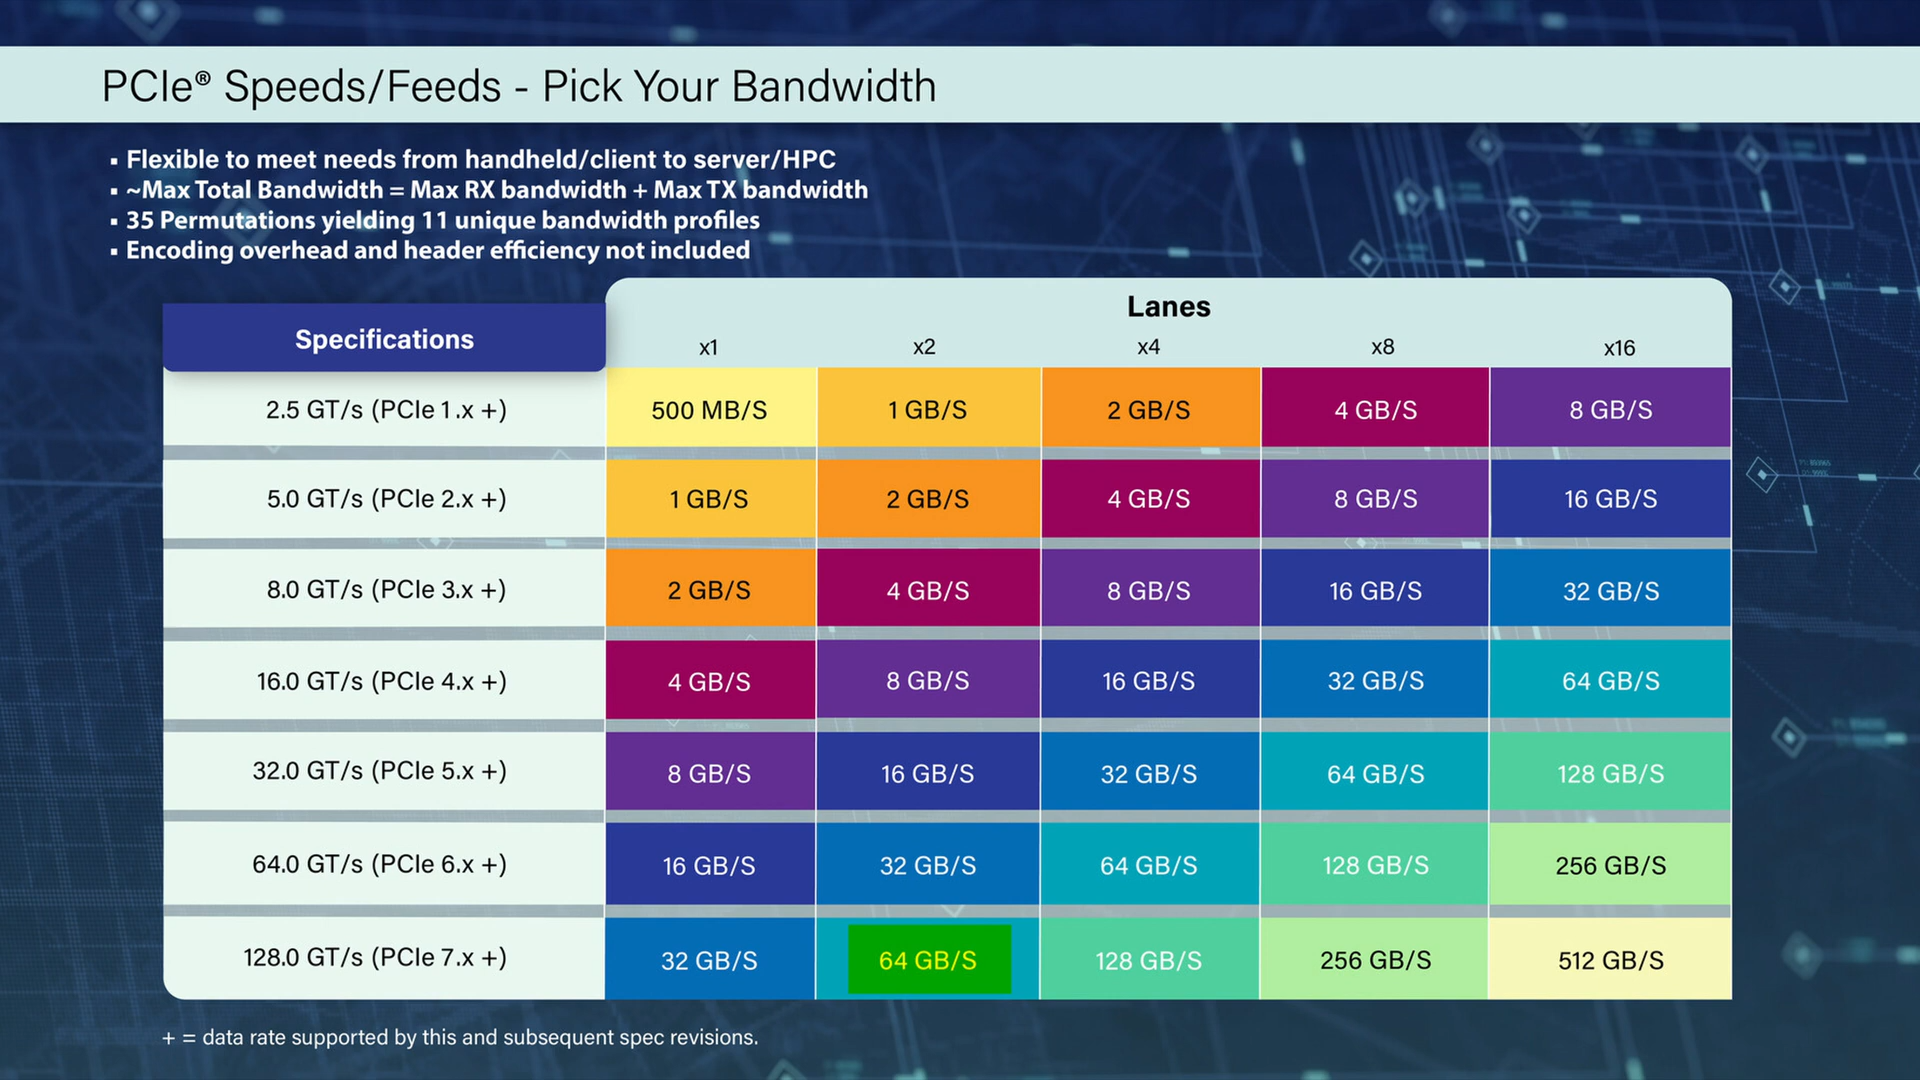 PCIe® Speeds/Feeds - Pick Your Bandwidth
▪ Flexible to meet needs from handheld/client to server/HPC
▪ ~Max Total Bandwidth = Max RX bandwidth + Max TX bandwidth
▪ 35 Permutations yielding 11 unique bandwidth profiles
▪ Encoding overhead and header efficiency not included
Lanes
Specifications x1 x2 x4 x8 x16
2.5 GT/s (PCIe 1.x +) 500 MB/S 1 GB/S 2 GB/S 4 GB/S 8 GB/S
5.0 GT/s (PCIe 2.x +) 1 GB/S 2 GB/S 4 GB/S 8 GB/S 16 GB/S
8.0 GT/s (PCIe 3.x +) 2 GB/S 4 GB/S 8 GB/S 16 GB/S 32 GB/S
16.0 GT/s (PCIe 4.x +) 4 GB/S 8 GB/S 16 GB/S 32 GB/S 64 GB/S
32.0 GT/s (PCIe 5.x +) 8 GB/S 16 GB/S 32 GB/S 64 GB/S 128 GB/S
64.0 GT/s (PCIe 6.x +) 16 GB/S 32 GB/S 64 GB/S 128 GB/S 256 GB/S
128.0 GT/s (PCIe 7.x +) 32 GB/S 64 GB/S 128 GB/S 256 GB/S 512 GB/S
+ = data rate supported by this and subsequent spec revisions.